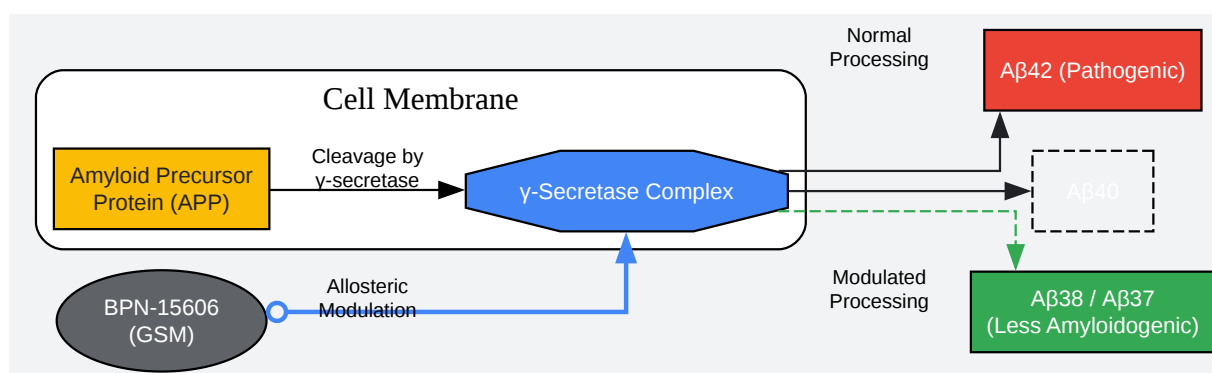 Normal
Processing
Aβ42 (Pathogenic)
Cell Membrane
Amyloid Precursor
Protein (APP)
Cleavage by
γ-secretase
γ-Secretase Complex
Aβ40
BPN-15606
(GSM)
Allosteric
Modulation
Modulated
Processing
Aβ38 / Aβ37
(Less Amyloidogenic)